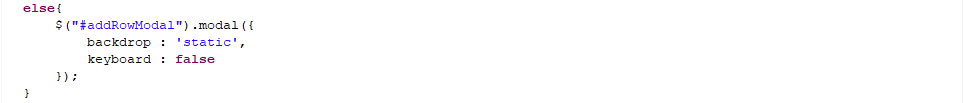 else{
    $("#addRowModal").modal({
        backdrop : 'static',
        keyboard : false
    });
}